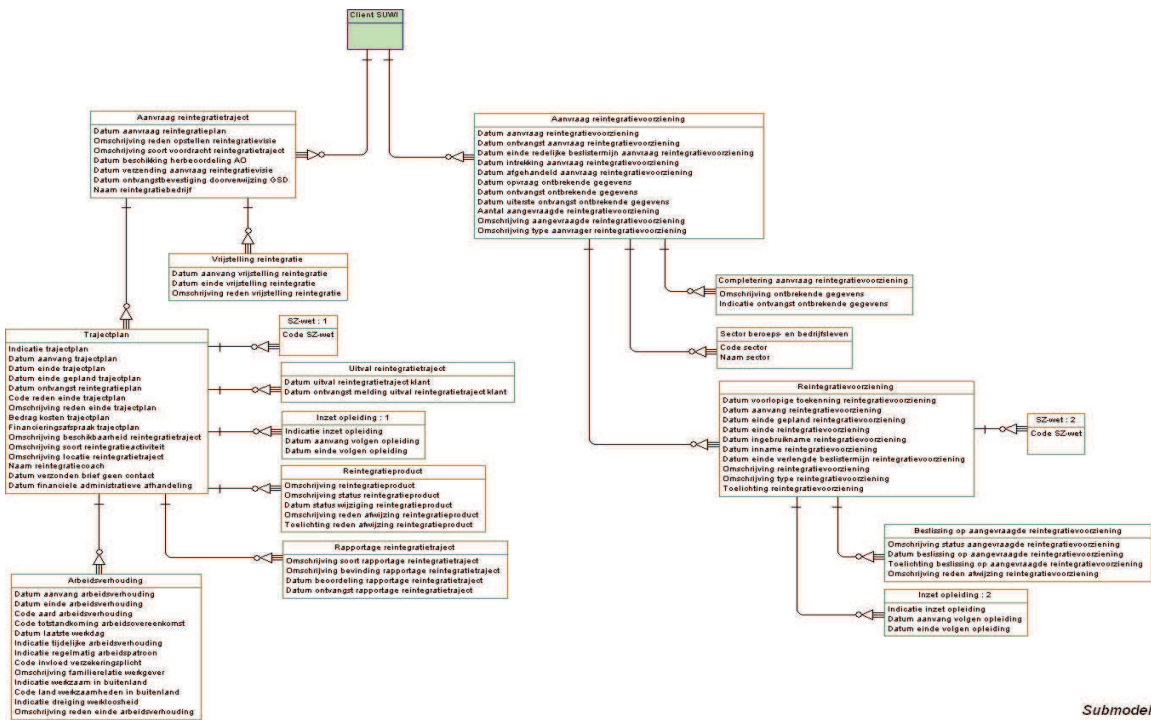 Client SUWI
Aanvraag reintegratietraject
Datum aanvraag reintegratieplan
Omschrijving reden opstellen reintegratievisie
Omschrijving soort voordracht reintegratietraject
Datum beschikking herbeoordeling AO
Datum verzending aanvraag reintegratievisie
Datum ontvangstbevestiging doorverwijzing GSD
Naam reintegratiebedrijf
Aanvraag reintegratievoorziening
Datum aanvraag reintegratievoorziening
Datum ontvangst aanvraag reintegratievoorziening
Datum einde redelijke beslistermijn aanvraag reintegratievoorziening
Datum intrekking aanvraag reintegratievoorziening
Datum afgehandeld aanvraag reintegratievoorziening
Datum opvraag ontbrekende gegevens
Datum ontvangst ontbrekende gegevens
Datum uiterste ontvangst ontbrekende gegevens
Aantal aangevraagde reintegratievoorziening
Omschrijving aangevraagde reintegratievoorziening
Omschrijving type aanvrager reintegratievoorziening
Vrijstelling reintegratie
Datum aanvang vrijstelling reintegratie
Datum einde vrijstelling reintegratie
Omschrijving reden vrijstelling reintegratie
Completering aanvraag reintegratievoorziening
Omschrijving ontbrekende gegevens
Indicatie ontvangst ontbrekende gegevens
Sector beroeps- en bedrijfsleven
Code sector
Naam sector
Trajectplan
Indicatie trajectplan
Datum aanvang trajectplan
Datum einde trajectplan
Datum einde gepland trajectplan
Datum ontvangst reintegratieplan
Code reden einde trajectplan
Omschrijving reden einde trajectplan
Bedrag kosten trajectplan
Financieringsafspraak trajectplan
Omschrijving beschikbaarheid reintegratietraject
Omschrijving soort reintegratieactiviteit
Omschrijving locatie reintegratietraject
Naam reintegratiecoach
Datum verzonden brief geen contact
Datum financiele administratieve afhandeling
SZ-wet : 1
Code SZ-wet
Uitval reintegratietraject
Datum uitval reintegratietraject klant
Datum ontvangst melding uitval reintegratietraject klant
Inzet opleiding : 1
Indicatie inzet opleiding
Datum aanvang volgen opleiding
Datum einde volgen opleiding
Reintegratieproduct
Omschrijving reintegratieproduct
Omschrijving status reintegratieproduct
Datum status wijziging reintegratieproduct
Omschrijving reden afwijzing reintegratieproduct
Toelichting reden afwijzing reintegratieproduct
Rapportage reintegratietraject
Omschrijving soort rapportage reintegratietraject
Omschrijving bevinding rapportage reintegratietraject
Datum beoordeling rapportage reintegratietraject
Datum ontvangst rapportage reintegratietraject
Arbeidsverhouding
Datum aanvang arbeidsverhouding
Datum einde arbeidsverhouding
Code aard arbeidsverhouding
Code totstandkoming arbeidsovereenkomst
Datum laatste werkdag
Indicatie tijdelijke arbeidsverhouding
Indicatie regelmatig arbeidspatroon
Code invloed verzekeringsplicht
Omschrijving familierelatie werkgever
Indicatie werkzaam in buitenland
Code land werkzaamheden in buitenland
Indicatie dreiging werkloosheid
Omschrijving reden einde arbeidsverhouding
Reintegratievoorziening
Datum voorlopige toekenning reintegratievoorziening
Datum aanvang reintegratievoorziening
Datum einde gepland reintegratievoorziening
Datum einde reintegratievoorziening
Datum ingebruikname reintegratievoorziening
Datum inname reintegratievoorziening
Datum einde verlengde beslistermijn reintegratievoorziening
Omschrijving reintegratievoorziening
Omschrijving type reintegratievoorziening
Toelichting reintegratievoorziening
SZ-wet : 2
Code SZ-wet
Beslissing op aangevraagde reintegratievoorziening
Omschrijving status aangevraagde reintegratievoorziening
Datum beslissing op aangevraagde reintegratievoorziening
Toelichting beslissing op aangevraagde reintegratievoorziening
Omschrijving reden afwijzing reintegratievoorziening
Inzet opleiding : 2
Indicatie inzet opleiding
Datum aanvang volgen opleiding
Datum einde volgen opleiding
Submodel